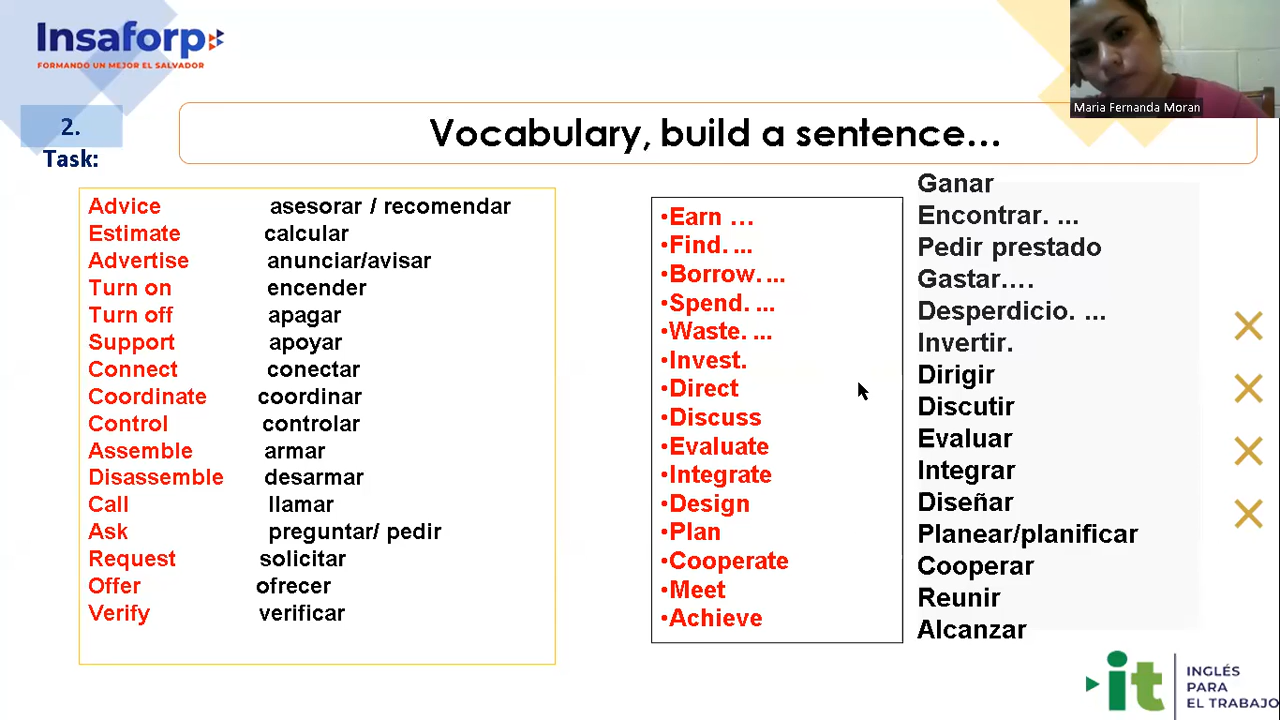 Insaforp
FORMANDO UN MEJOR EL SALVADOR
Maria Fernanda Moran
2.
Task:
Vocabulary, build a sentence...
Advice asesorar / recomendar
Estimate calcular
Advertise anunciar/avisar
Turn on encender
Turn off apagar
Support apoyar
Connect conectar
Coordinate coordinar
Control controlar
Assemble armar
Disassemble desarmar
Call llamar
Ask preguntar/ pedir
Request solicitar
Offer ofrecer
Verify verificar
•Earn …
•Find. ...
•Borrow. ...
•Spend. ...
•Waste. ...
•Invest.
•Direct
•Discuss
•Evaluate
•Integrate
•Design
•Plan
•Cooperate
•Meet
•Achieve
Ganar
Encontrar. ...
Pedir prestado
Gastar….
Desperdicio. ...
Invertir.
Dirigir
Discutir
Evaluar
Integrar
Diseñar
Planear/planificar
Cooperar
Reunir
Alcanzar
it
INGLÉS
PARA
EL TRABAJO